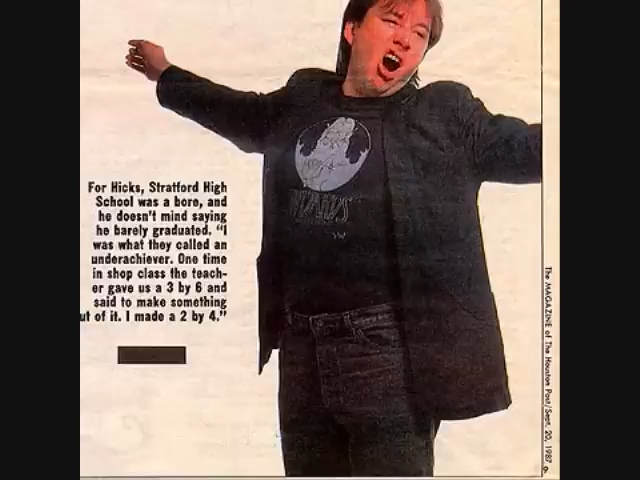 For Hicks, Stratford High
School was a bore, and
he doesn't mind saying
he barely graduated. "I
was what they called an
underachiever. One time
in shop class the teach-
er gave us a 3 by 6 and
said to make something
ut of it. I made a 2 by 4."
The MAGAZINE of The Houston Post/Sept. 20, 1987